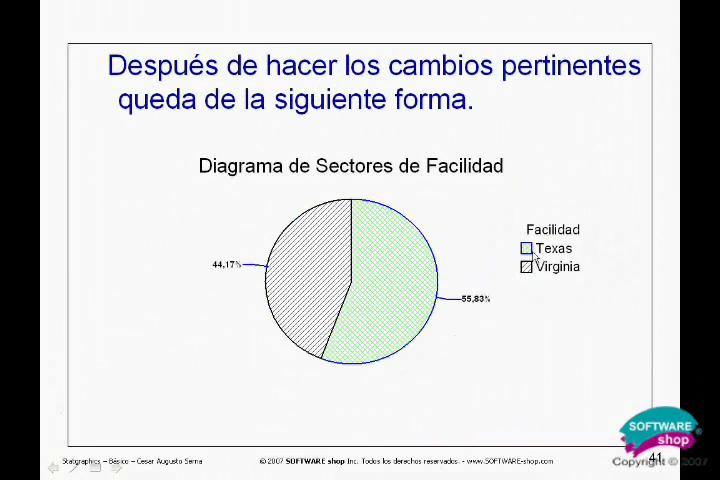 Después de hacer los cambios pertinentes
queda de la siguiente forma.
Diagrama de Sectores de Facilidad
Facilidad
Texas
Virginia
44,17%
55,83%
SOFTWARE
shop
®
Statgraphics – Básico – Cesar Augusto Serna
© 2007 SOFTWARE shop Inc. Todos los derechos reservados. - www.SOFTWARE-shop.com
41
Copyright © 2007